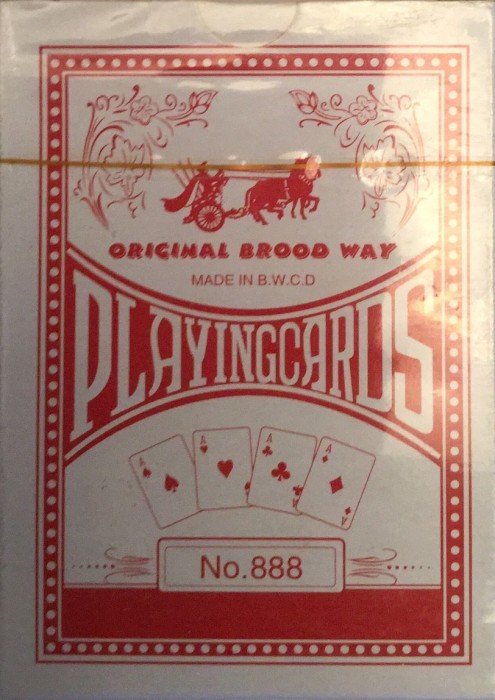 ORIGINAL BROOD WAY
MADE IN B.W.C.D
PLAYINGCARDS
A A A A
No.888